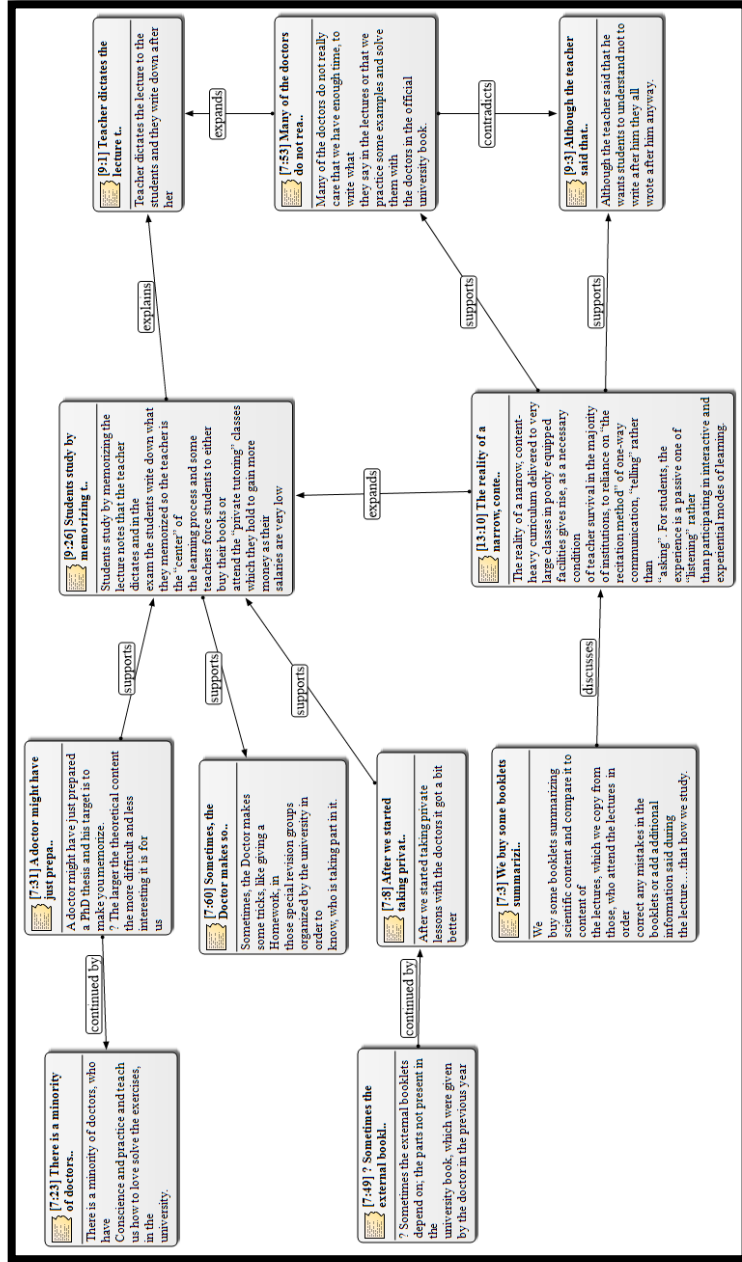 [7:23] There is a minority
of doctors..
There is a minority of doctors, who
have
Conscience and practice and teach
us how to love solve the exercises,
in the
university.
continued by
[7:31] A doctor might have
just prepa..
A doctor might have just prepared
a PhD thesis and his target is to
make you memorize.
? The larger the theoretical content
the more difficult and less
interesting it is for
us
supports
[9:26] Students study by
memorizing t..
Students study by memorizing the
lecture notes that the teacher
dictates and in the
exam the students write down what
they memorized so the teacher is
the “center” of
the learning process and some
teachers force students to either
buy their books or
attend the “private tutoring” classes
which they hold to gain more
money as their
salaries are very low
explains
[9:1] Teacher dictates the
lecture t..
Teacher dictates the lecture to the
students and they write down after
her
supports
[7:60] Sometimes, the
Doctor makes so..
Sometimes, the Doctor makes
some tricks, like giving a
Homework, in
those special revision groups
organized by the university in
order to
know, who is taking part in it.
expands
supports
[7:53] Many of the doctors
do not rea..
Many of the doctors do not really
care that we have enough time, to
write what
they say in the lectures or that we
practice some examples and solve
them with
the doctors in the official
university book.
[7:49] ? Sometimes the
external bookl..
? Sometimes the external booklets
depend on; the parts not present in
the
university book, which were given
by the doctor in the previous year
continued by
[7:8] After we started
taking privat..
After we started taking private
lessons with the doctors it got a bit
better
expands
supports
contradicts
[7:3] We buy some booklets
summarizi..
We
buy some booklets summarizing
scientific content and compare it to
content of
the lectures, which we copy from
those, who attend the lectures in
order
correct any mistakes in the
booklets or add additional
information said during
the lecture….that how we study.
discusses
[13:10] The reality of a
narrow, conte..
The reality of a narrow, content-
heavy curriculum delivered to very
large classes in poorly equipped
facilities gives rise, as a necessary
condition
of teacher survival in the majority
of institutions, to reliance on “the
recitation method” of one-way
communication, “telling” rather
than
“asking”. For students, the
experience is a passive one of
“listening” rather
than participating in interactive and
experiential modes of learning.
supports
[9:3] Although the teacher
said that..
Although the teacher said that he
wants students to understand not to
write after him they all
wrote after him anyway.